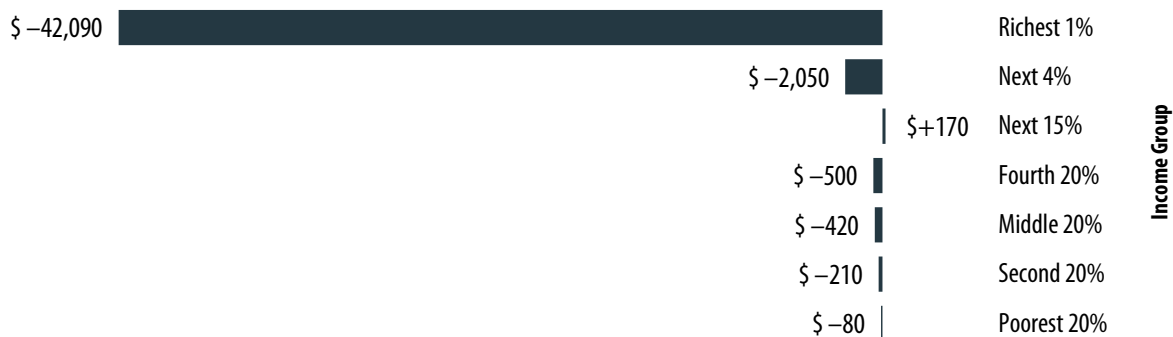 $ –42,090 Richest 1%
$ –2,050 Next 4%
$+170 Next 15%
$ –500 Fourth 20%
$ –420 Middle 20%
$ –210 Second 20%
$ –80 Poorest 20%
Income Group